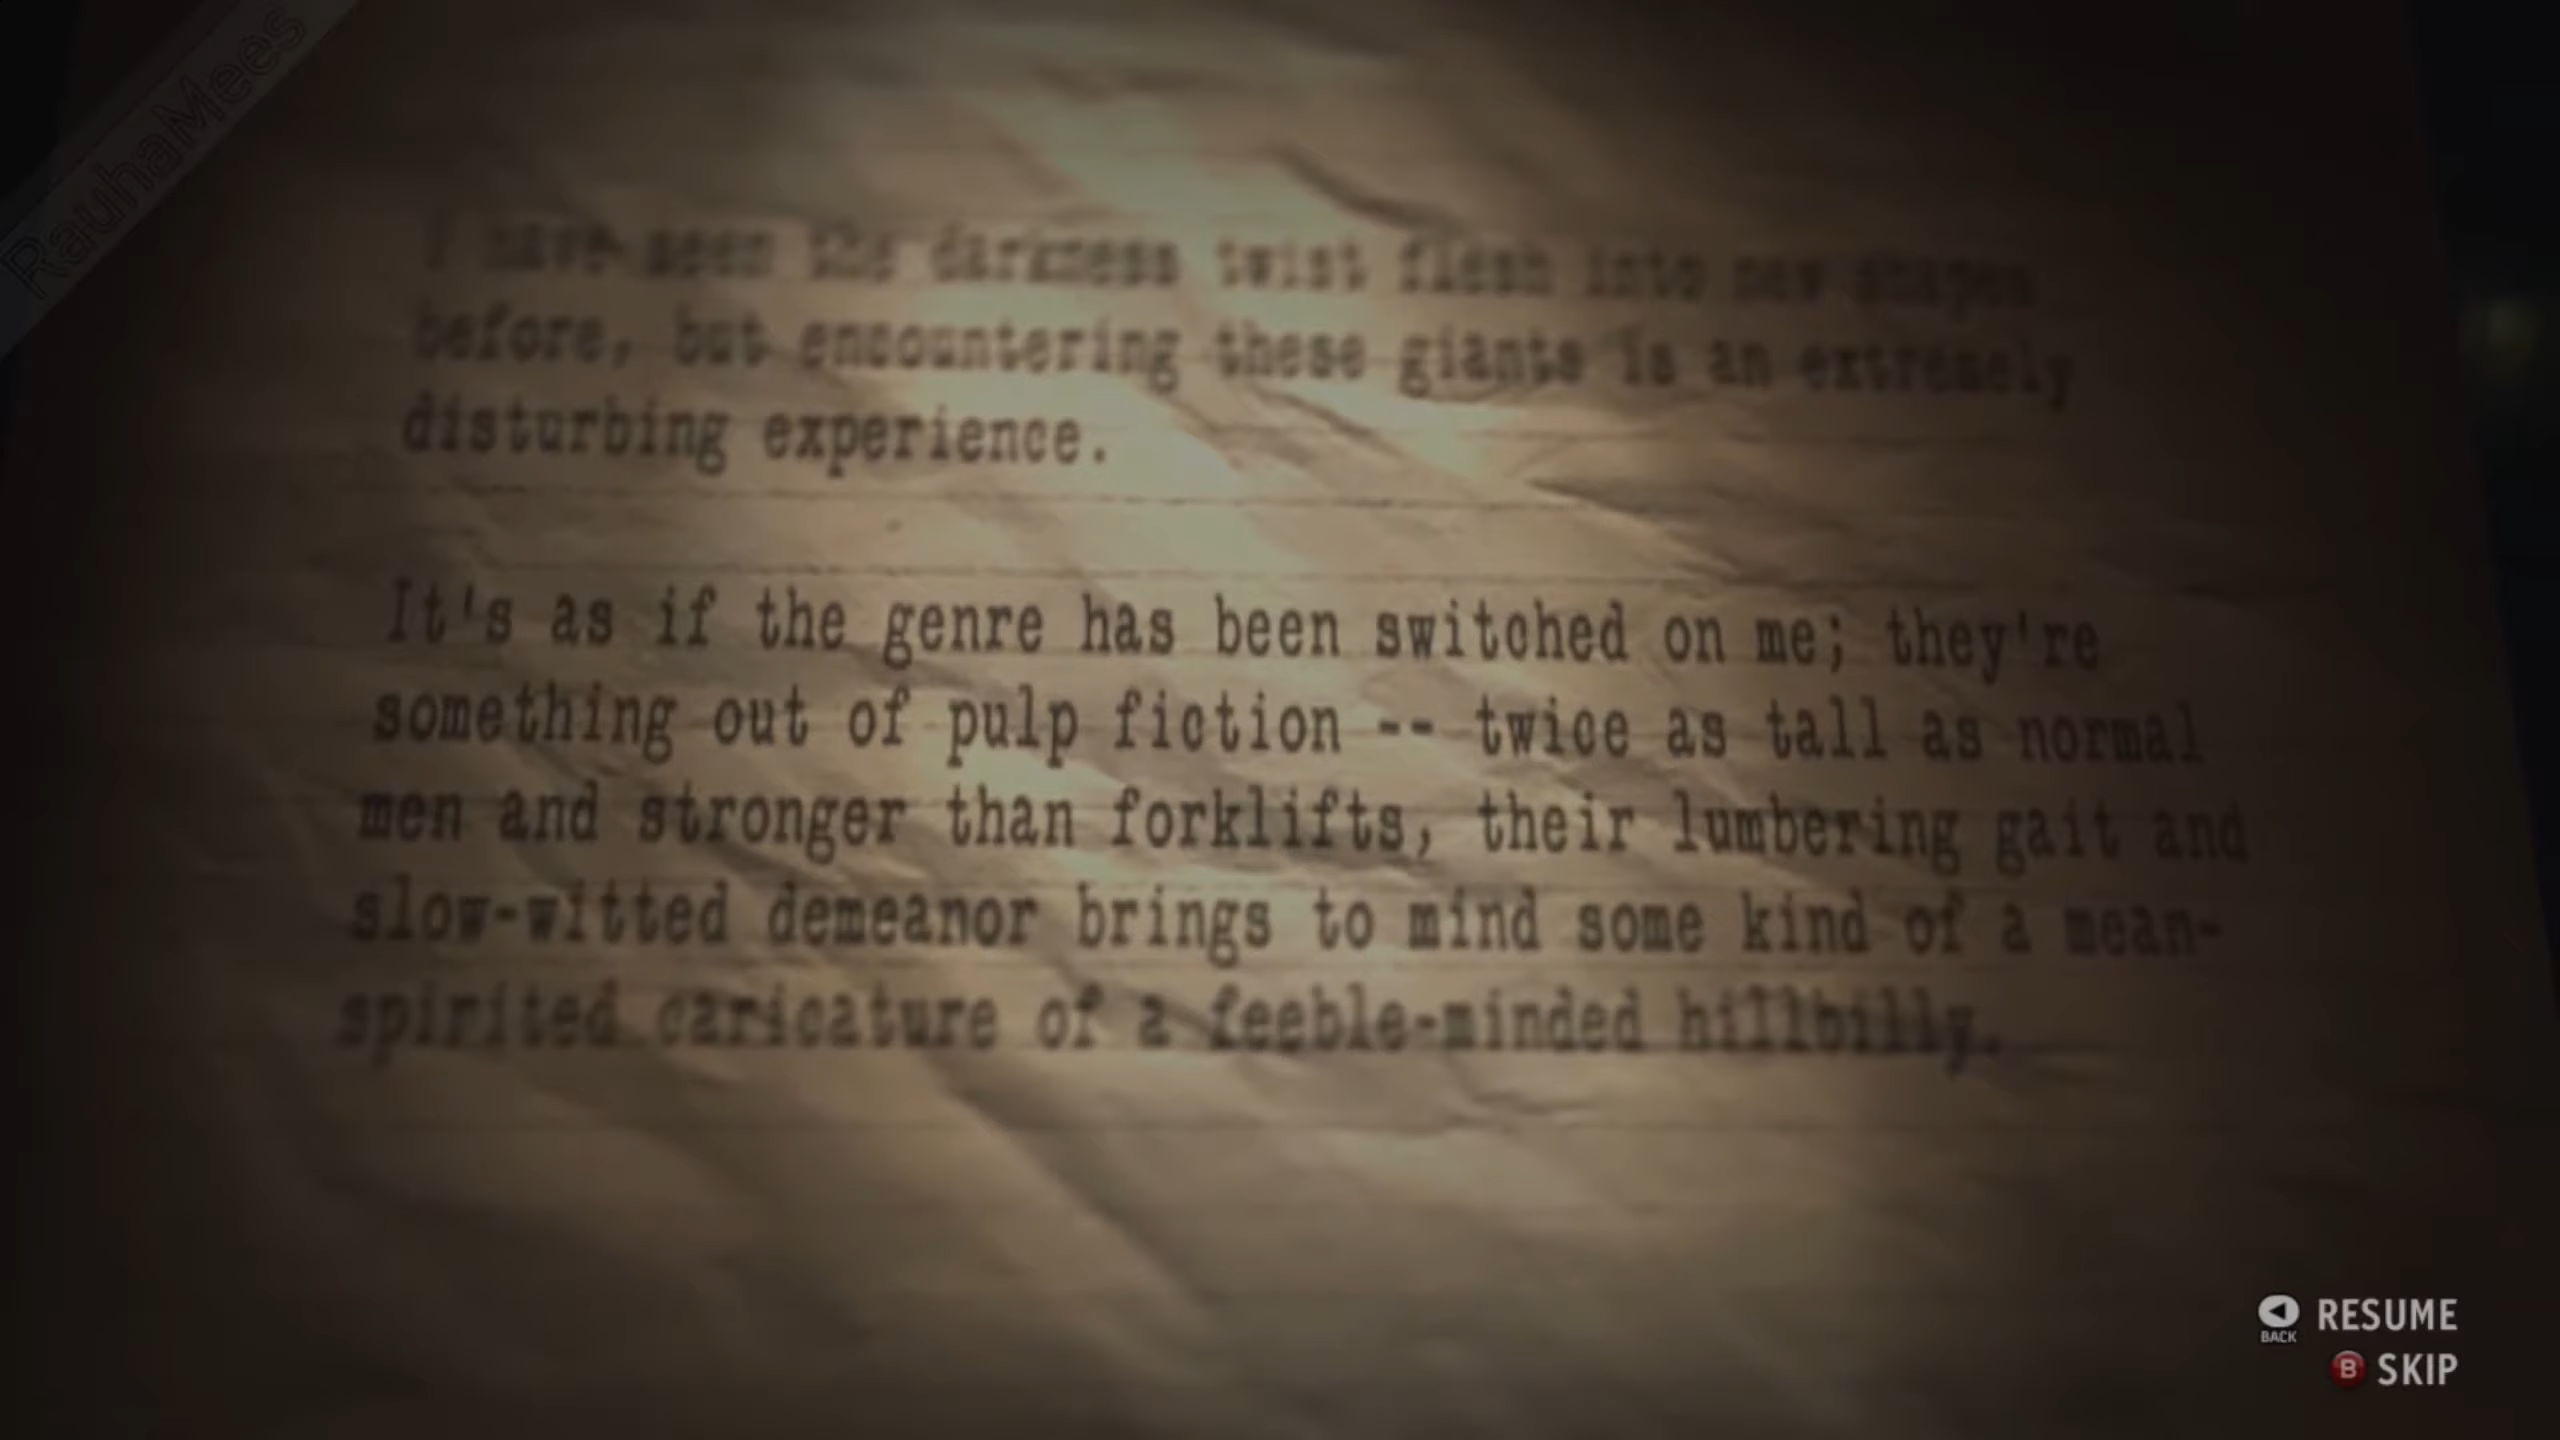 RauhaMees
I have seen the darkness twist flesh into new shapes
before, but encountering these giants is an extremely
disturbing experience.
It's as if the genre has been switched on me; they're
something out of pulp fiction -- twice as tall as normal
men and stronger than forklifts, their lumbering gait and
slow-witted demeanor brings to mind some kind of a mean-
spirited caricature of a feeble-minded hillbilly.
BACK RESUME
B SKIP